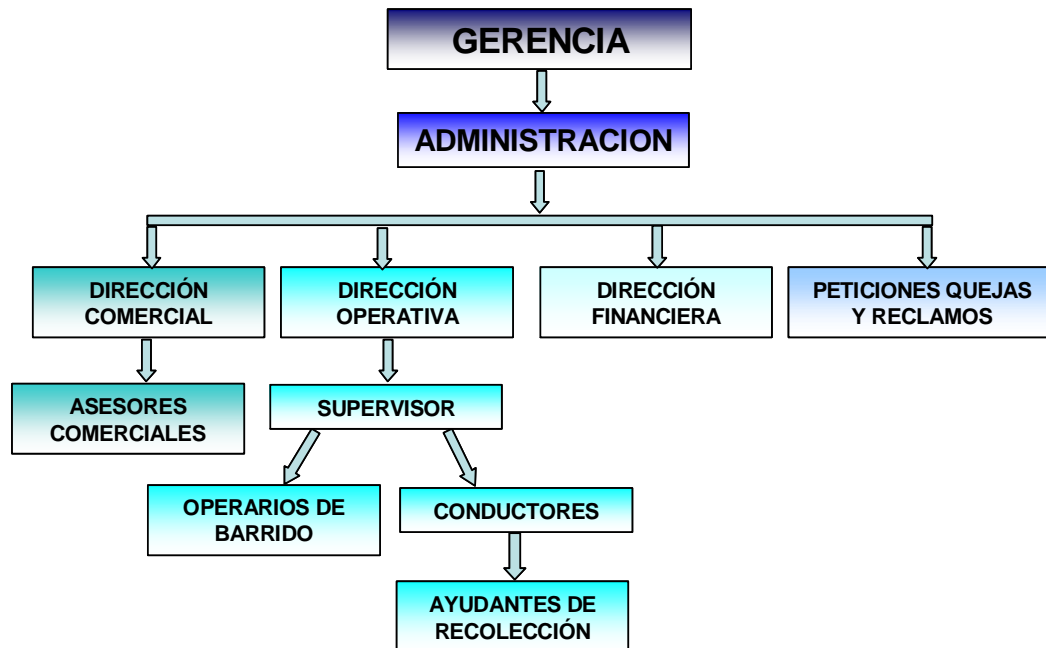 GERENCIA
ADMINISTRACION
DIRECCIÓN
COMERCIAL
DIRECCIÓN
OPERATIVA
DIRECCIÓN
FINANCIERA
PETICIONES QUEJAS
Y RECLAMOS
ASESORES
COMERCIALES
SUPERVISOR
OPERARIOS DE
BARRIDO
CONDUCTORES
AYUDANTES DE
RECOLECCIÓN